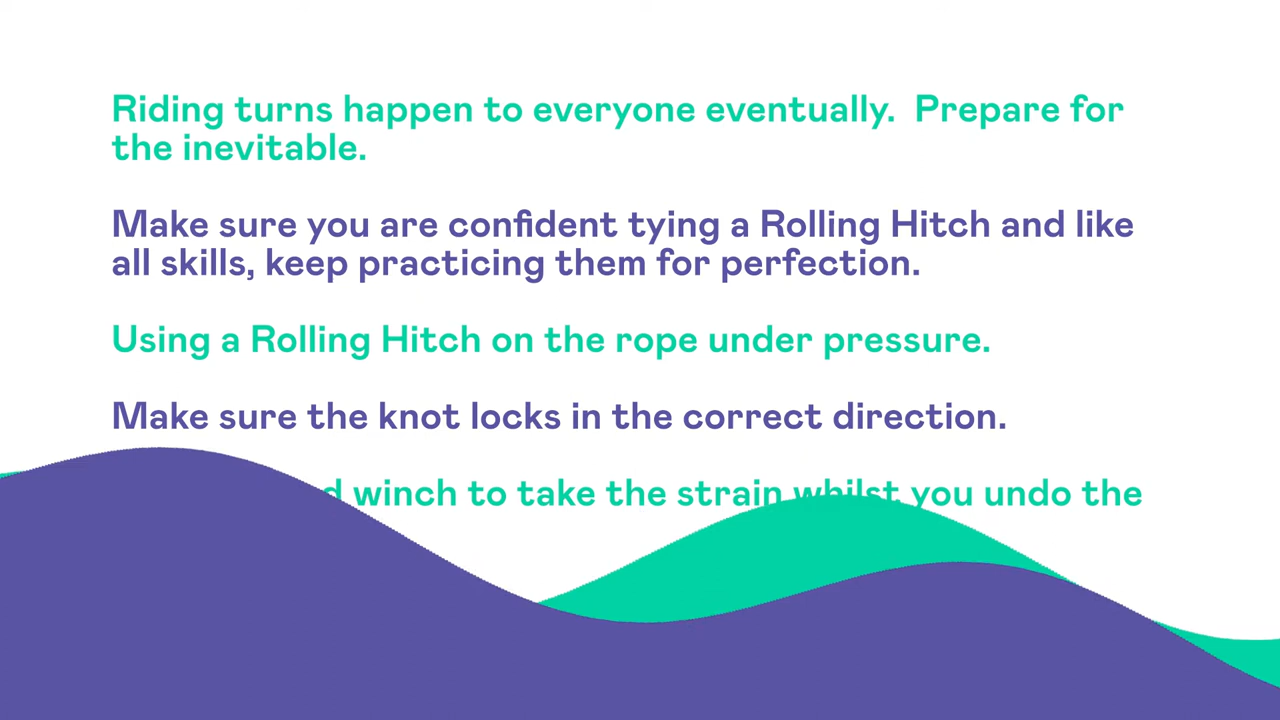 Riding turns happen to everyone eventually.  Prepare for
the inevitable.
Make sure you are confident tying a Rolling Hitch and like
all skills, keep practicing them for perfection.
Using a Rolling Hitch on the rope under pressure.
Make sure the knot locks in the correct direction.
winch to take the strain whilst you undo the